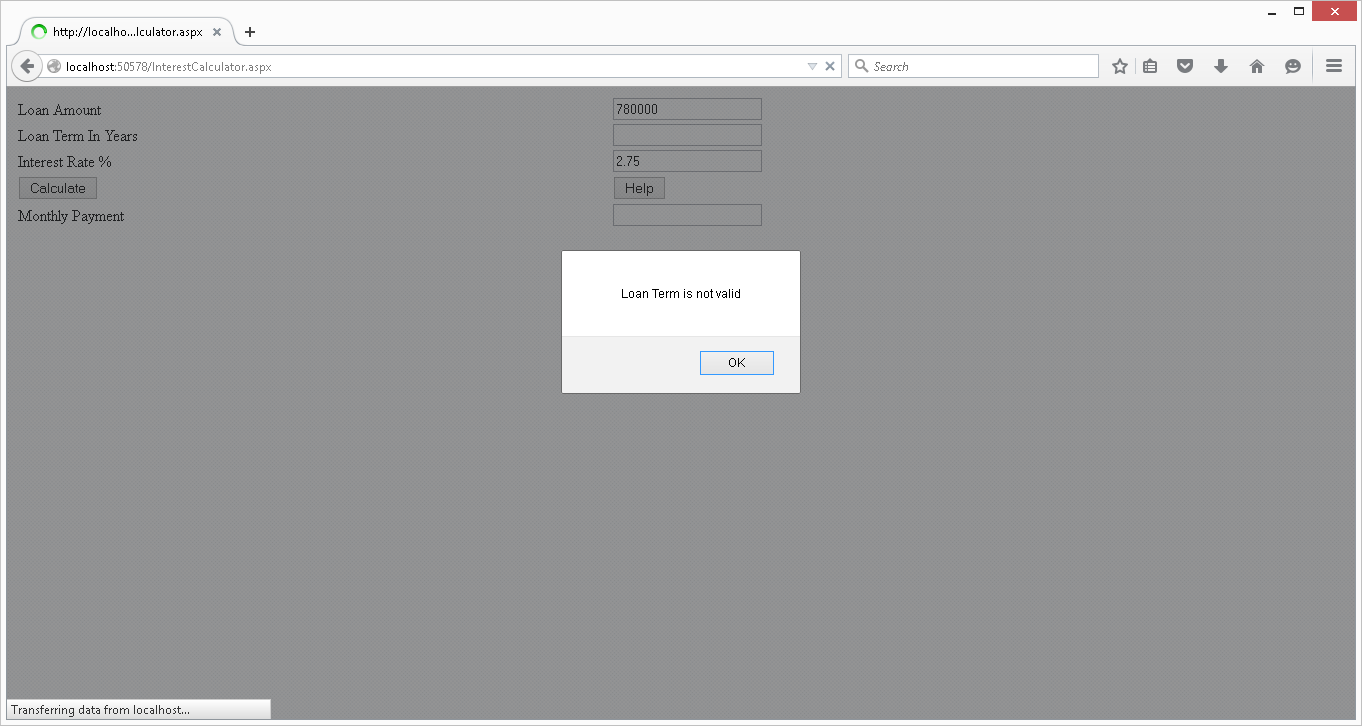 http://localho...lculator.aspx
localhost:50578/InterestCalculator.aspx
Search
Loan Amount 780000
Loan Term In Years
Interest Rate % 2.75
Calculate Help
Monthly Payment
Loan Term is not valid
OK
Transferring data from localhost...